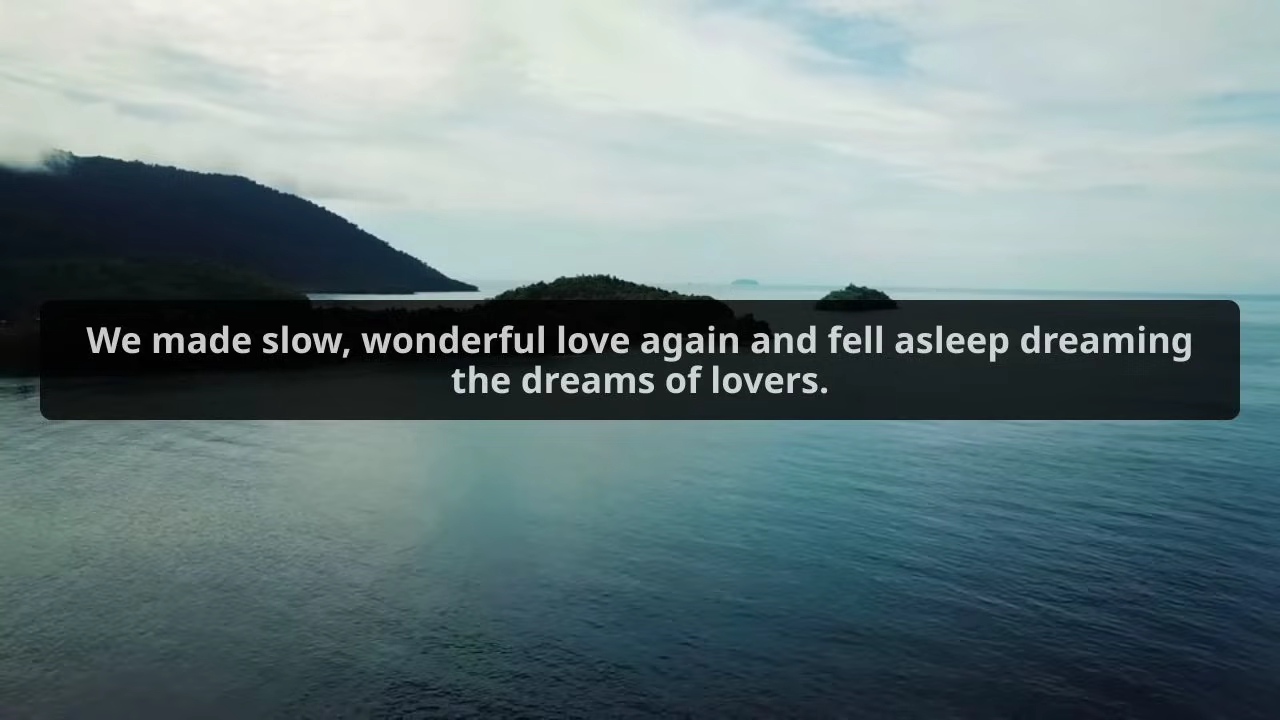 We made slow, wonderful love again and fell asleep dreaming
the dreams of lovers.